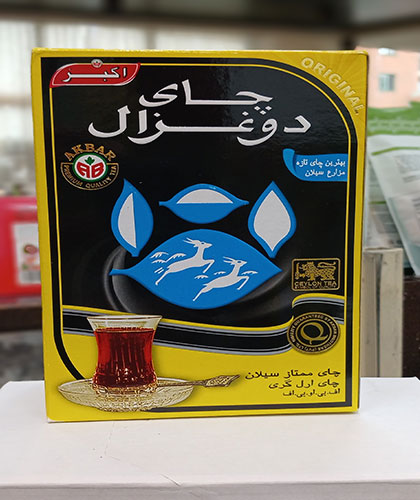 اکبر
ORIGINAL
چای
دوغزال
AKBAR
PREMIUM QUALITY TEA
بهترین چای تازه
مزارع سیلان
CEYLON TEA
چای ممتاز سیلان
چای ارل گری
اف.بی.او.پی.اف